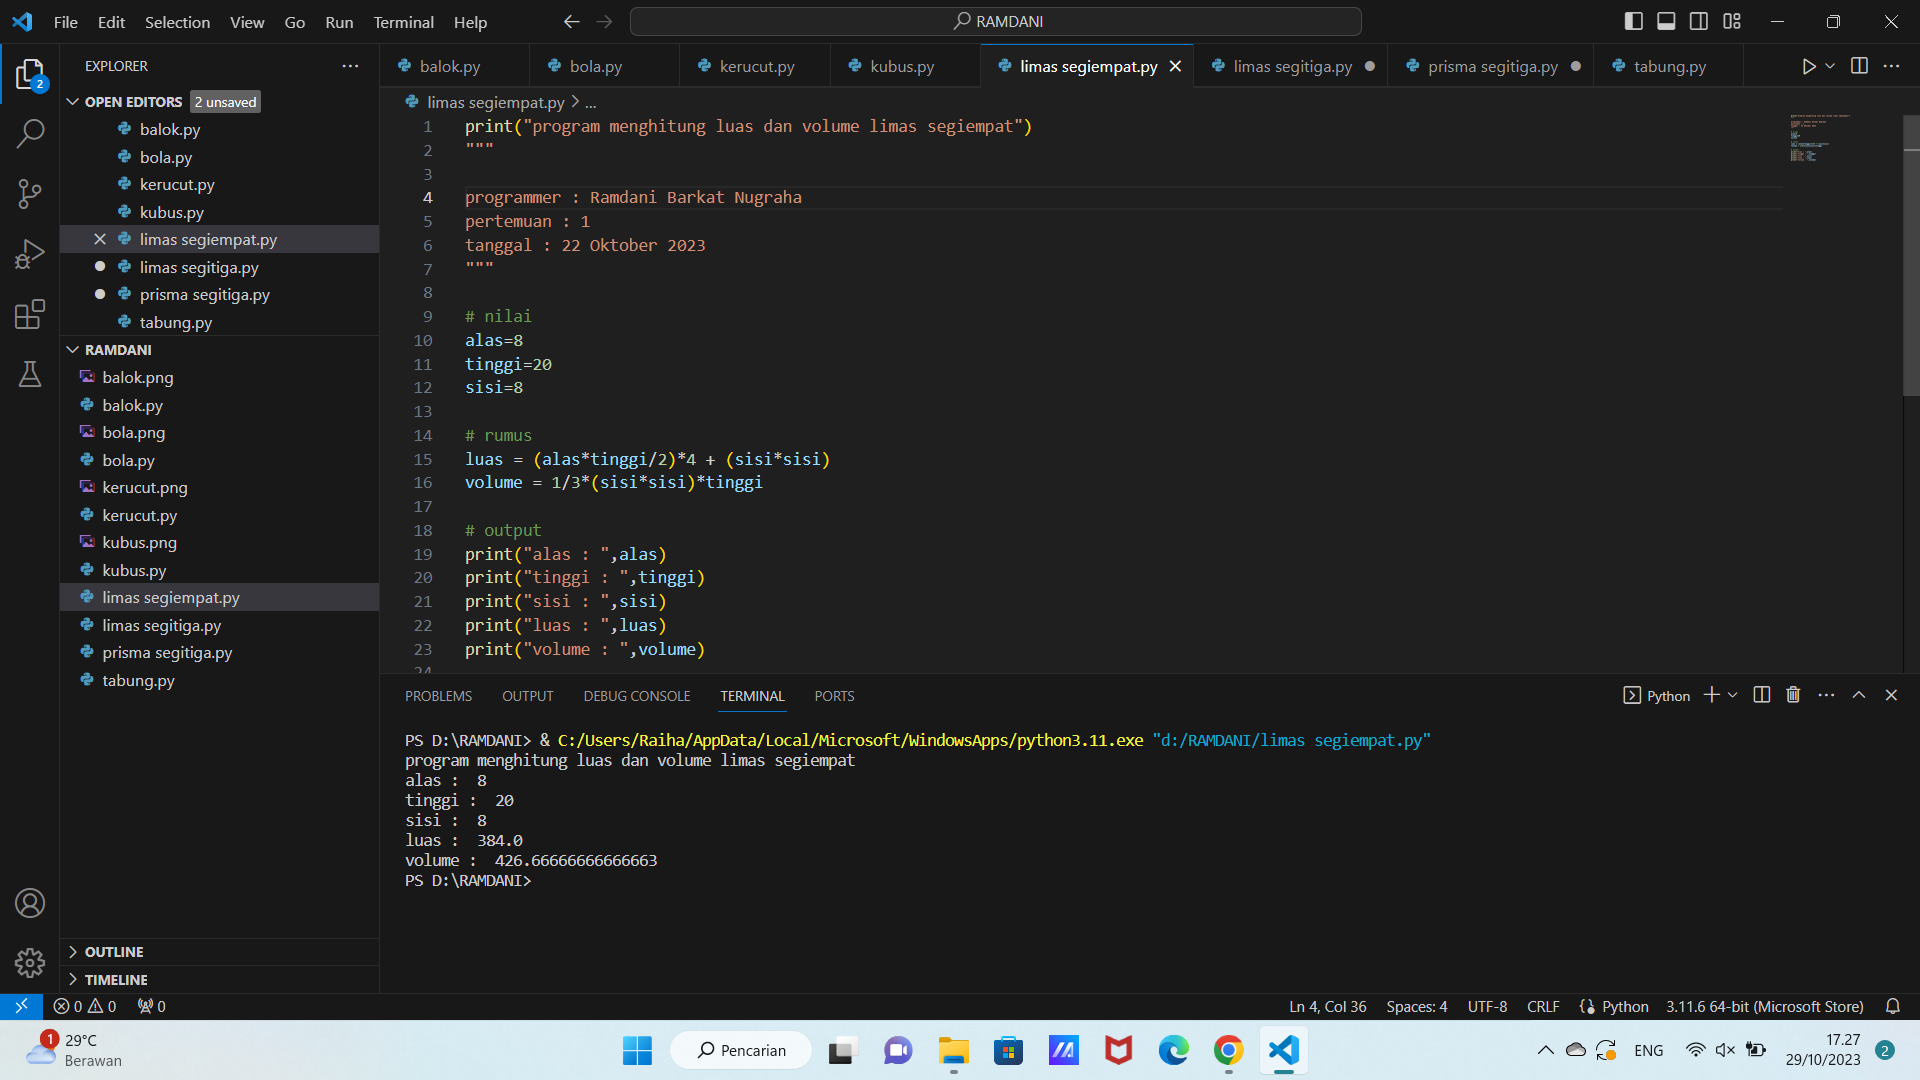 File Edit Selection View Go Run Terminal Help
RAMDANI
EXPLORER
OPEN EDITORS 2 unsaved
balok.py
bola.py
kerucut.py
kubus.py
limas segiempat.py
limas segitiga.py
prisma segitiga.py
tabung.py
RAMDANI
balok.png
balok.py
bola.png
bola.py
kerucut.png
kerucut.py
kubus.png
kubus.py
limas segiempat.py
limas segitiga.py
prisma segitiga.py
tabung.py
OUTLINE
TIMELINE
2
balok.py bola.py kerucut.py kubus.py limas segiempat.py limas segitiga.py prisma segitiga.py tabung.py
limas segiempat.py > ...
1 print("program menghitung luas dan volume limas segiempat")
2 """
3
4 programmer : Ramdani Barkat Nugraha
5 pertemuan : 1
6 tanggal : 22 Oktober 2023
7 """
8
9 # nilai
10 alas=8
11 tinggi=20
12 sisi=8
13
14 # rumus
15 luas = (alas*tinggi/2)*4 + (sisi*sisi)
16 volume = 1/3*(sisi*sisi)*tinggi
17
18 # output
19 print("alas : ",alas)
20 print("tinggi : ",tinggi)
21 print("sisi : ",sisi)
22 print("luas : ",luas)
23 print("volume : ",volume)
24
PROBLEMS OUTPUT DEBUG CONSOLE TERMINAL PORTS
Python
PS D:\RAMDANI> & C:/Users/Raiha/AppData/Local/Microsoft/WindowsApps/python3.11.exe "d:/RAMDANI/limas segiempat.py"
program menghitung luas dan volume limas segiempat
alas :  8
tinggi :  20
sisi :  8
luas :  384.0
volume :  426.66666666666663
PS D:\RAMDANI>
0 0 0
Ln 4, Col 36 Spaces: 4 UTF-8 CRLF Python 3.11.6 64-bit (Microsoft Store)
1
29°C
Berawan
Pencarian
ENG
17.27
29/10/2023
2